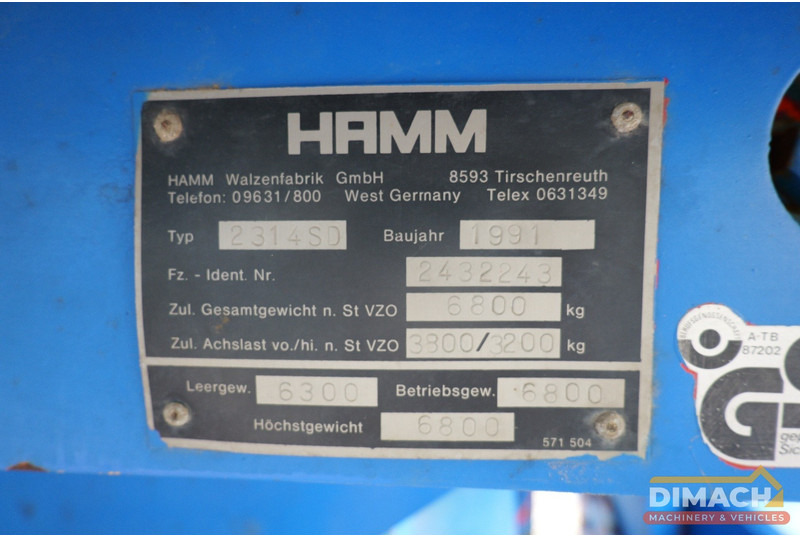 HAMM
HAMM Walzenfabrik GmbH 8593 Tirschenreuth
Telefon: 09631/800 West Germany Telex 0631349
Typ 2314SD Baujahr 1991
Fz. - Ident. Nr. 2432243
Zul. Gesamtgewicht n. St VZO 6800 kg
Zul. Achslast vo./hi. n. St VZO 3800/3200 kg
Leergew. 6300 Betriebsgew. 6800
Höchstgewicht 6800
571 504
A-TB
87202
DIMACH
MACHINERY & VEHICLES